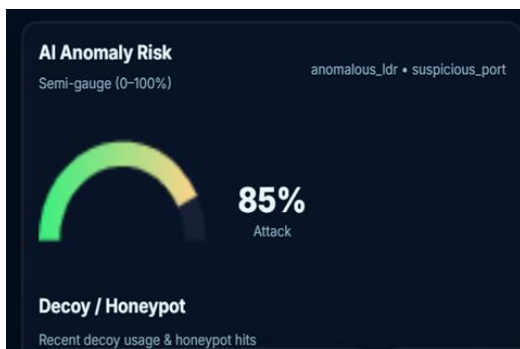 AI Anomaly Risk
Semi-gauge (0–100%)
anomalous_ldr • suspicious_port
85%
Attack
Decoy / Honeypot
Recent decoy usage & honeypot hits